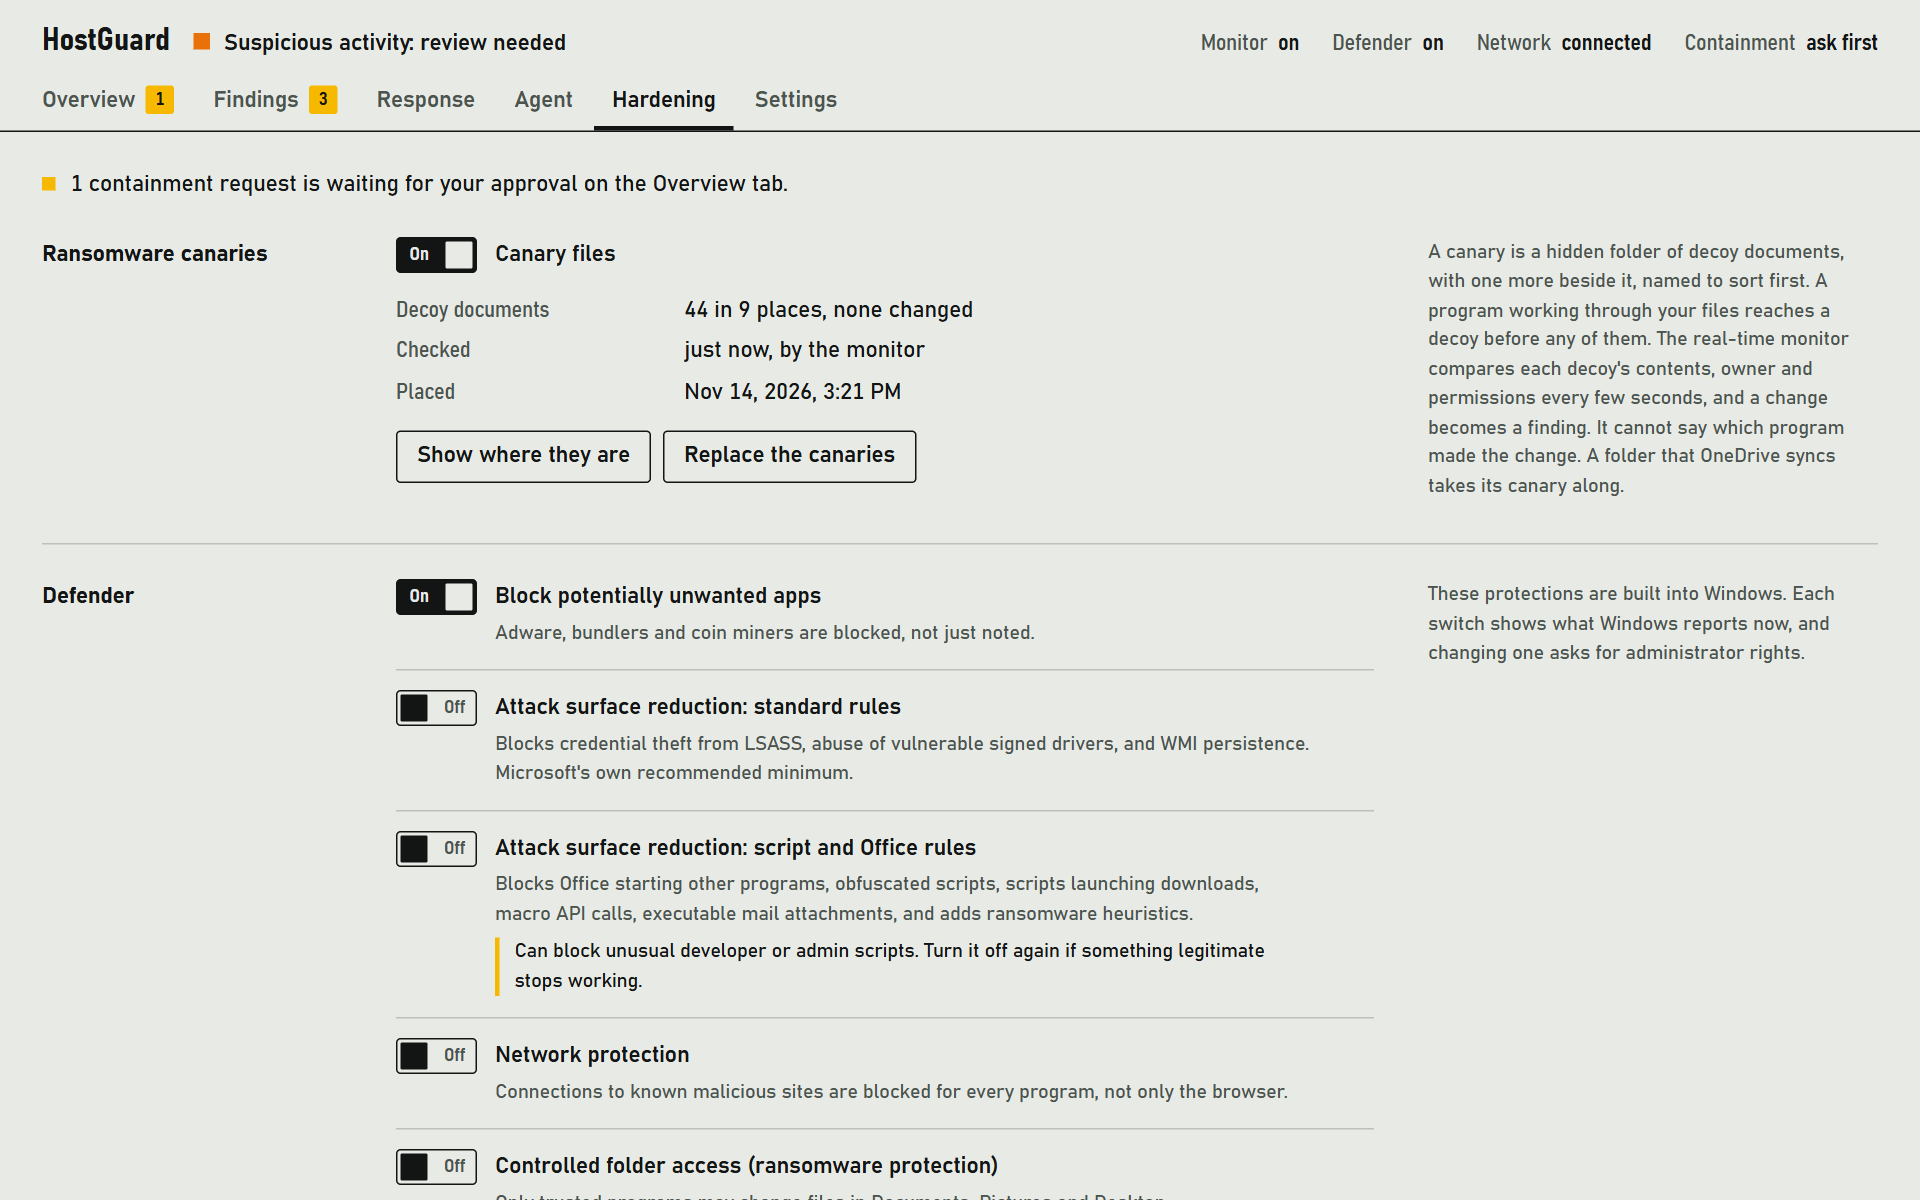 HostGuard
Suspicious activity: review needed
Monitor on
Defender on
Network connected
Containment ask first
Overview 1
Findings 3
Response
Agent
Hardening
Settings
1 containment request is waiting for your approval on the Overview tab.
Ransomware canaries
On
Canary files
Decoy documents
44 in 9 places, none changed
Checked
just now, by the monitor
Placed
Nov 14, 2026, 3:21 PM
Show where they are
Replace the canaries
A canary is a hidden folder of decoy documents,
with one more beside it, named to sort first. A
program working through your files reaches a
decoy before any of them. The real-time monitor
compares each decoy's contents, owner and
permissions every few seconds, and a change
becomes a finding. It cannot say which program
made the change. A folder that OneDrive syncs
takes its canary along.
Defender
On
Block potentially unwanted apps
Adware, bundlers and coin miners are blocked, not just noted.
These protections are built into Windows. Each
switch shows what Windows reports now, and
changing one asks for administrator rights.
Off
Attack surface reduction: standard rules
Blocks credential theft from LSASS, abuse of vulnerable signed drivers, and WMI persistence.
Microsoft's own recommended minimum.
Off
Attack surface reduction: script and Office rules
Blocks Office starting other programs, obfuscated scripts, scripts launching downloads,
macro API calls, executable mail attachments, and adds ransomware heuristics.
Can block unusual developer or admin scripts. Turn it off again if something legitimate
stops working.
Off
Network protection
Connections to known malicious sites are blocked for every program, not only the browser.
Off
Controlled folder access (ransomware protection)
Only trusted programs may change files in Documents, Pictures and Desktop.